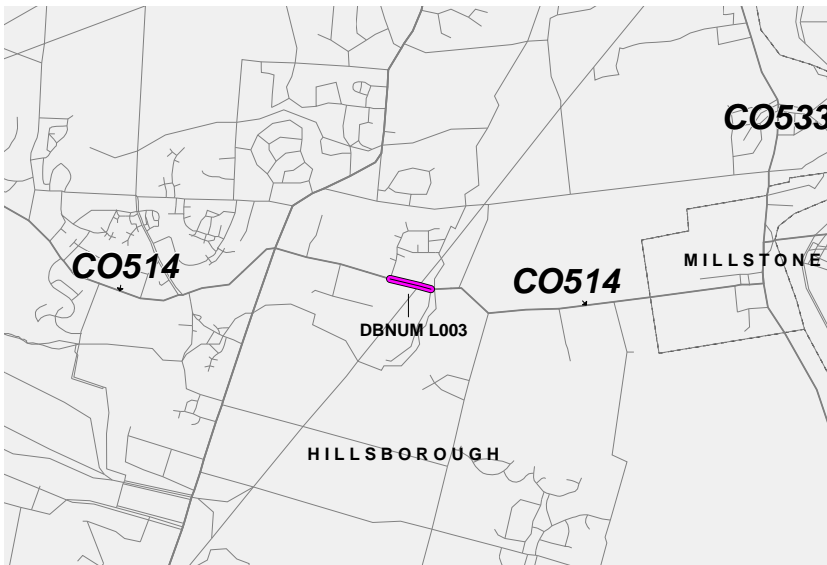 CO533
MILLSTONE
CO514
CO514
DBNUM L003
HILLSBOROUGH